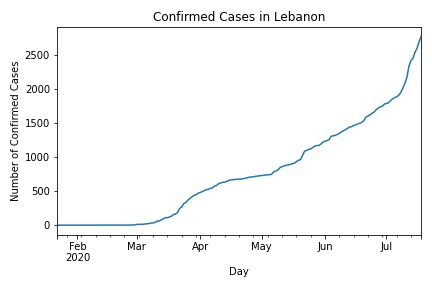 Confirmed Cases in Lebanon
Number of Confirmed Cases
2500
2000
1500
1000
500
0
Feb
2020
Mar
Apr
May
Jun
Jul
Day